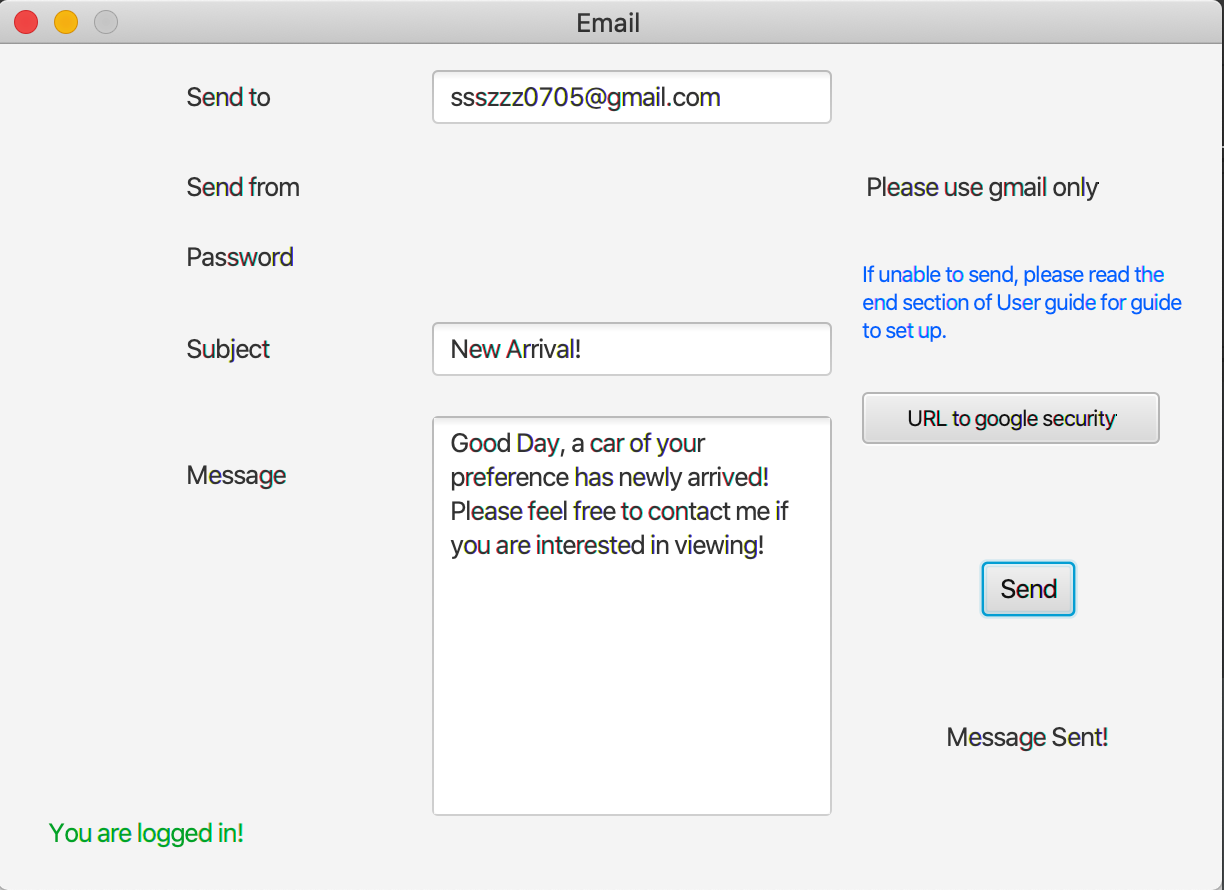 Email
Send to
ssszzz0705@gmail.com
Send from
Please use gmail only
Password
If unable to send, please read the
end section of User guide for guide
to set up.
Subject
New Arrival!
URL to google security
Message
Good Day, a car of your
preference has newly arrived!
Please feel free to contact me if
you are interested in viewing!
Send
Message Sent!
You are logged in!